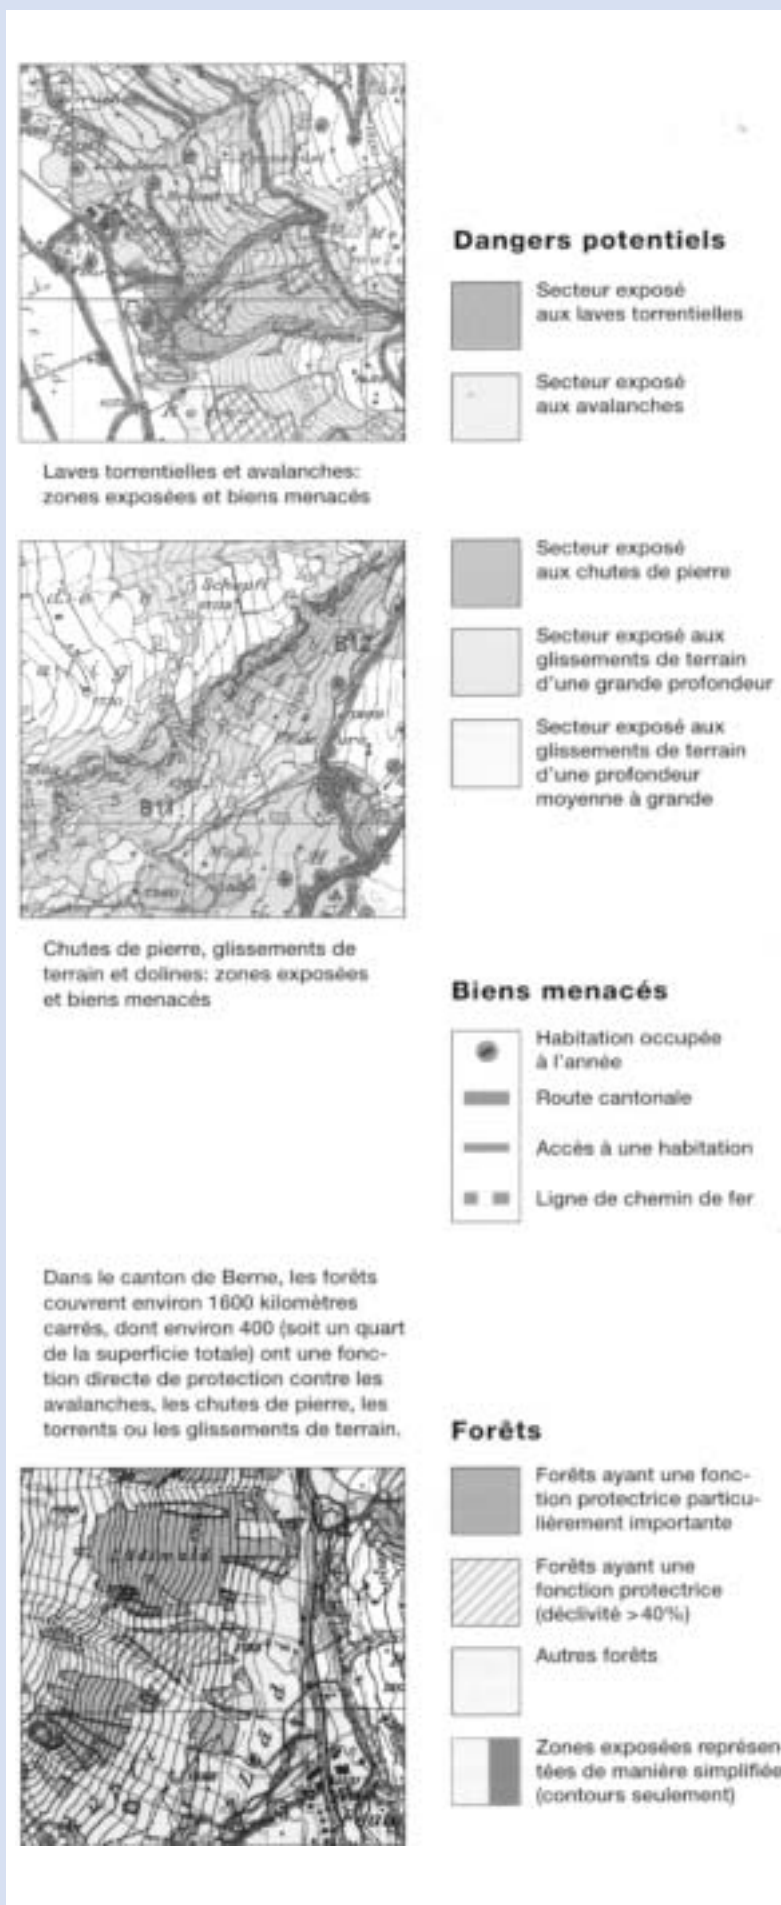 Dangers potentiels
Secteur exposé
aux laves torrentielles
Secteur exposé
aux avalanches
Laves torrentielles et avalanches:
zones exposées et biens menacés
Secteur exposé
aux chutes de pierre
Secteur exposé aux
glissements de terrain
d'une grande profondeur
Secteur exposé aux
glissements de terrain
d'une profondeur
moyenne à grande
Schöpfi
B12
B11
Chutes de pierre, glissements de
terrain et dolines: zones exposées
et biens menacés
Biens menacés
Habitation occupée
à l'année
Route cantonale
Accès à une habitation
Ligne de chemin de fer
Dans le canton de Berne, les forêts
couvrent environ 1600 kilomètres
carrés, dont environ 400 (soit un quart
de la superficie totale) ont une fonc-
tion directe de protection contre les
avalanches, les chutes de pierre, les
torrents ou les glissements de terrain.
Forêts
Forêts ayant une fonc-
tion protectrice particu-
lièrement importante
Forêts ayant une
fonction protectrice
(déclivité >40%)
Autres forêts
Zones exposées représen
tées de manière simplifiée
(contours seulement)